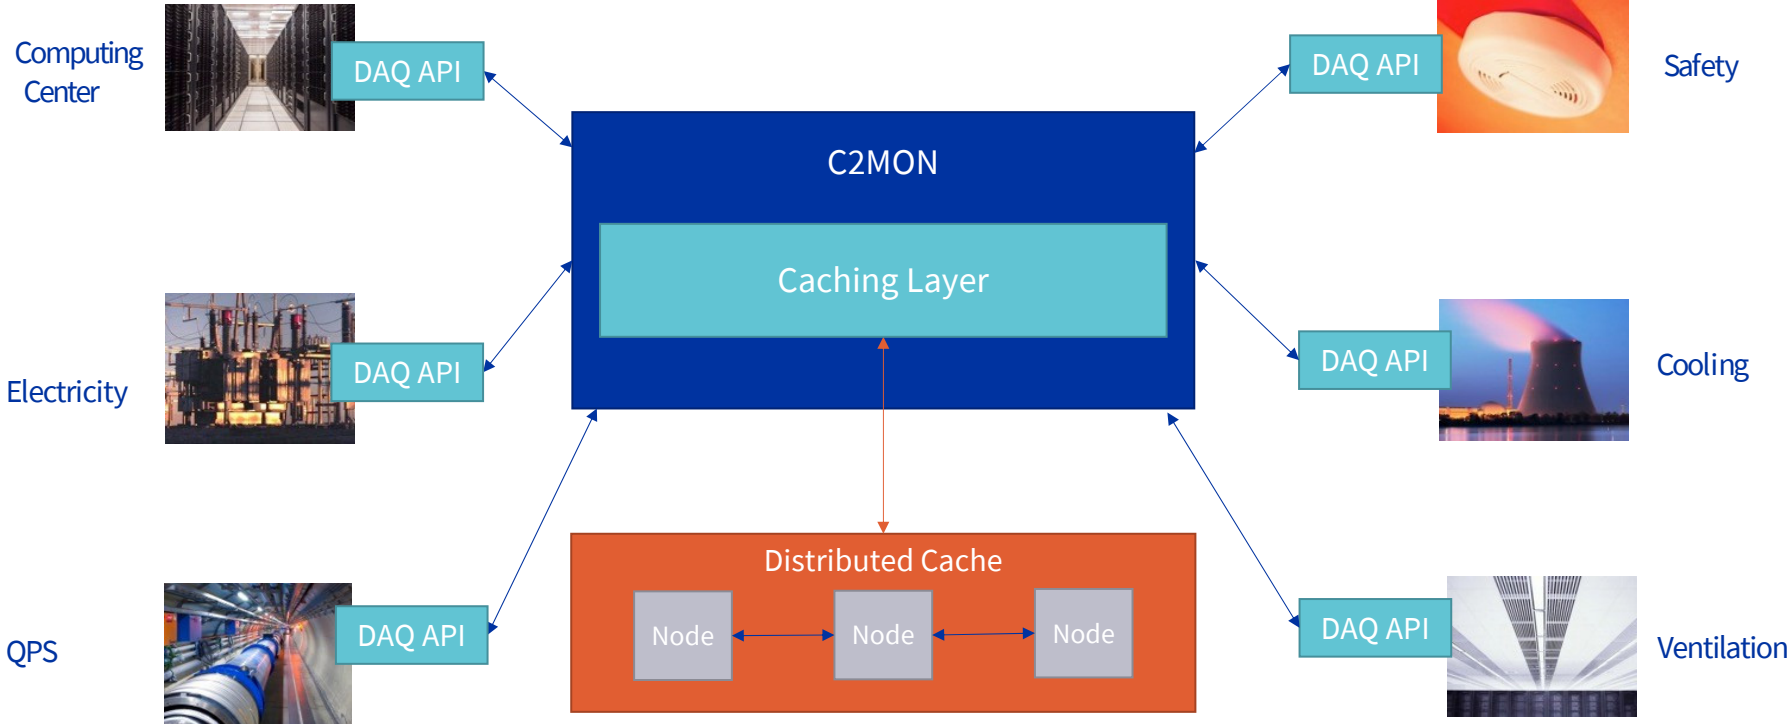 Computing
Center
DAQ API
DAQ API
Safety
C2MON
Caching Layer
Electricity
DAQ API
DAQ API
Cooling
Distributed Cache
Node
Node
Node
QPS
DAQ API
DAQ API
Ventilation